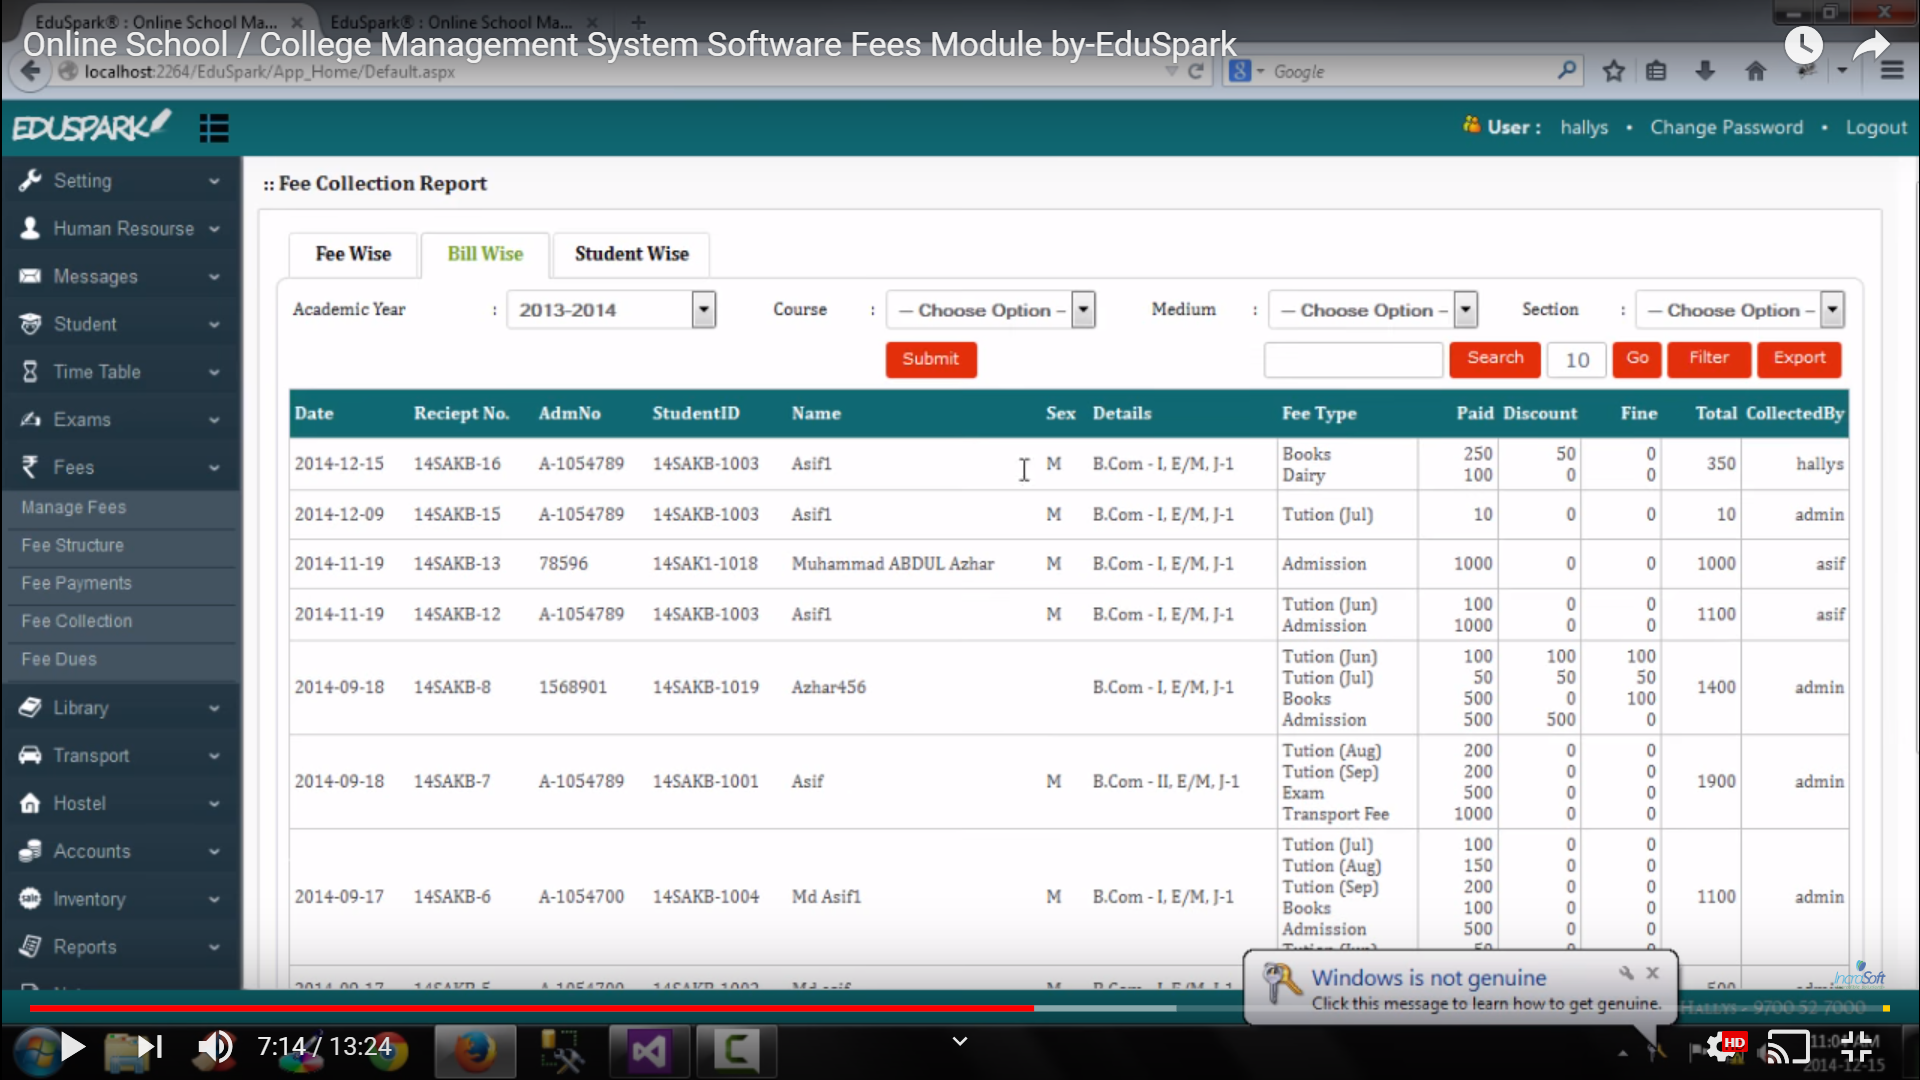 EduSpark® : Online School Ma... EduSpark® : Online School Ma...
Online School / College Management System Software Fees Module by-EduSpark
localhost:2264/EduSpark/App_Home/Default.aspx Google
EDUSPARK User : hallys • Change Password • Logout
Setting
Human Resourse
Messages
Student
Time Table
Exams
Fees
Manage Fees
Fee Structure
Fee Payments
Fee Collection
Fee Dues
Library
Transport
Hostel
Accounts
Inventory
Reports
:: Fee Collection Report
Fee Wise Bill Wise Student Wise
Academic Year : 2013-2014 Course : -- Choose Option -- Medium : -- Choose Option -- Section : -- Choose Option --
Submit Search 10 Go Filter Export
Date Reciept No. AdmNo StudentID Name Sex Details Fee Type Paid Discount Fine Total CollectedBy
2014-12-15 14SAKB-16 A-1054789 14SAKB-1003 Asif1 M B.Com - I, E/M, J-1 Books 250 50 0 350 hallys
Dairy 100 0 0
2014-12-09 14SAKB-15 A-1054789 14SAKB-1003 Asif1 M B.Com - I, E/M, J-1 Tution (Jul) 10 0 0 10 admin
2014-11-19 14SAKB-13 78596 14SAK1-1018 Muhammad ABDUL Azhar M B.Com - I, E/M, J-1 Admission 1000 0 0 1000 asif
2014-11-19 14SAKB-12 A-1054789 14SAKB-1003 Asif1 M B.Com - I, E/M, J-1 Tution (Jun) 100 0 0 1100 asif
Admission 1000 0 0
2014-09-18 14SAKB-8 1568901 14SAKB-1019 Azhar456 B.Com - I, E/M, J-1 Tution (Jun) 100 100 100 1400 admin
Tution (Jul) 50 50 50
Books 500 0 100
Admission 500 500 0
2014-09-18 14SAKB-7 A-1054789 14SAKB-1001 Asif M B.Com - II, E/M, J-1 Tution (Aug) 200 0 0 1900 admin
Tution (Sep) 200 0 0
Exam 500 0 0
Transport Fee 1000 0 0
2014-09-17 14SAKB-6 A-1054700 14SAKB-1004 Md Asif1 M B.Com - I, E/M, J-1 Tution (Jul) 100 0 0 1100 admin
Tution (Aug) 150 0 0
Tution (Sep) 200 0 0
Books 100 0 0
Admission 500 0 0
Windows is not genuine
Click this message to learn how to get genuine.
IngroSoft
HALLYS - 9700 52 7000
7:14 / 13:24
HD
11:04 AM
2014-12-15